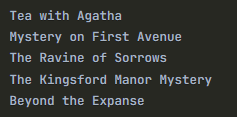 Tea with Agatha
Mystery on First Avenue
The Ravine of Sorrows
The Kingsford Manor Mystery
Beyond the Expanse